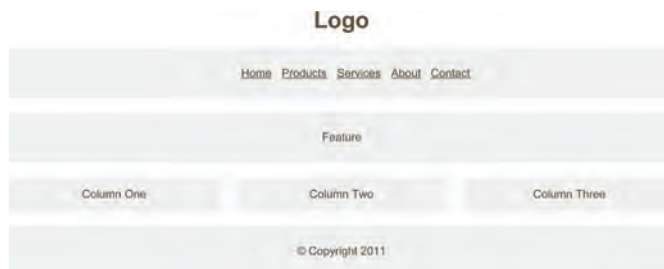 Logo
Home Products Services About Contact
Feature
Column One Column Two Column Three
© Copyright 2011